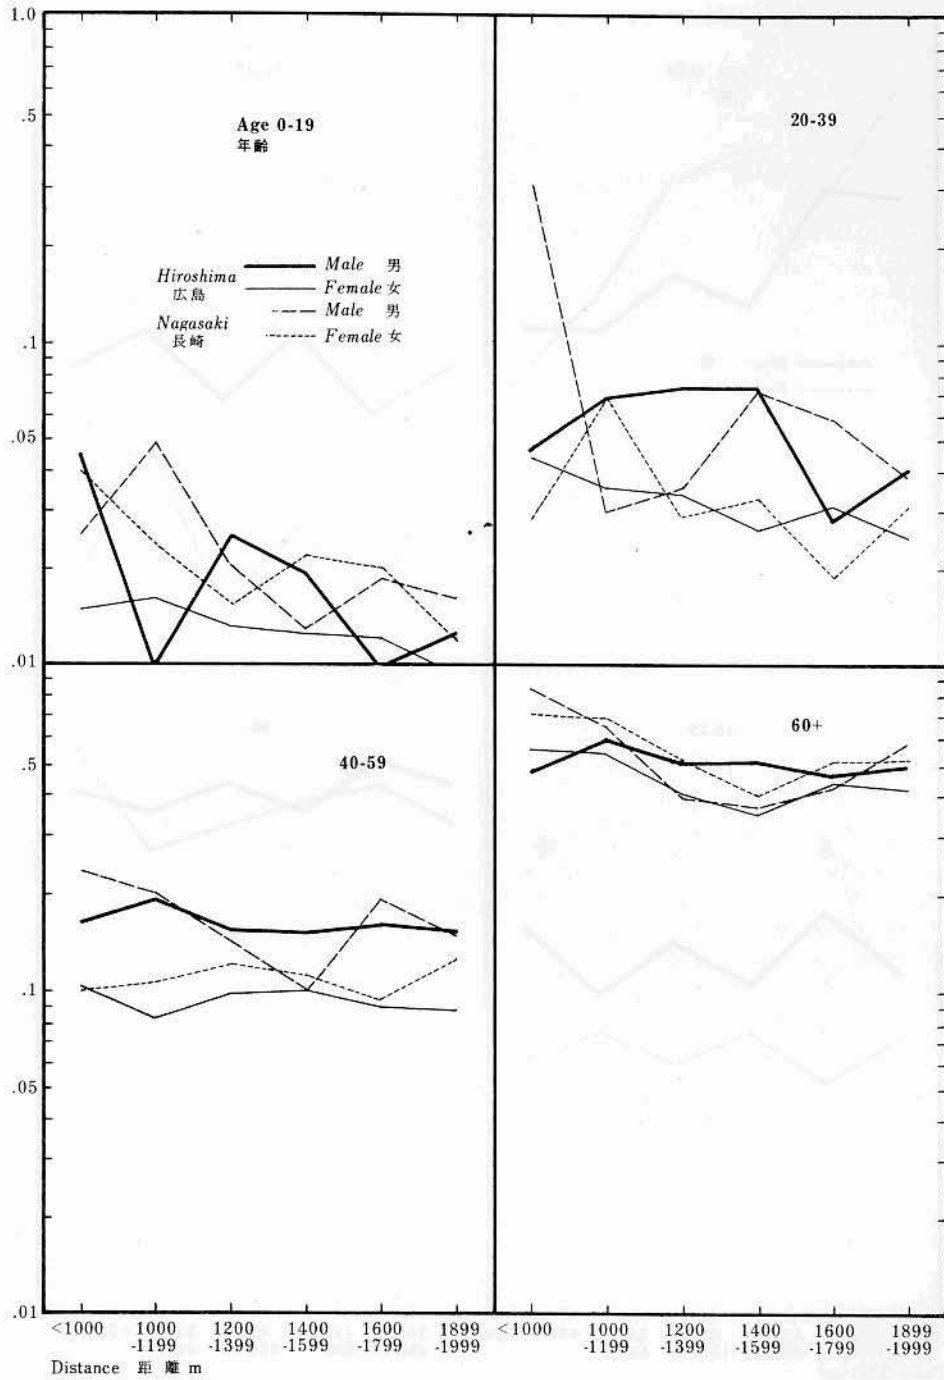 1.0
.5
.1
.05
.01
Age 0-19
年齢
20-39
Hiroshima
広島
Male 男
Female 女
Nagasaki
長崎
Male 男
Female 女
.5
.1
.05
.01
40-59
60+
<1000 1000 1200 1400 1600 1899
-1199 -1399 -1599 -1799 -1999
<1000 1000 1200 1400 1600 1899
-1199 -1399 -1599 -1799 -1999
Distance 距離 m